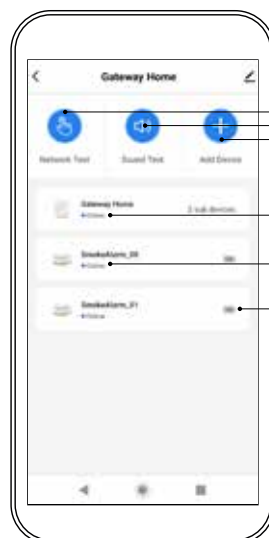 Gateway Home
Network Test
Sound Test
Add Device
Gateway Home
2 sub devices
Online
SmokeAlarm_00
Online
SmokeAlarm_01
Online